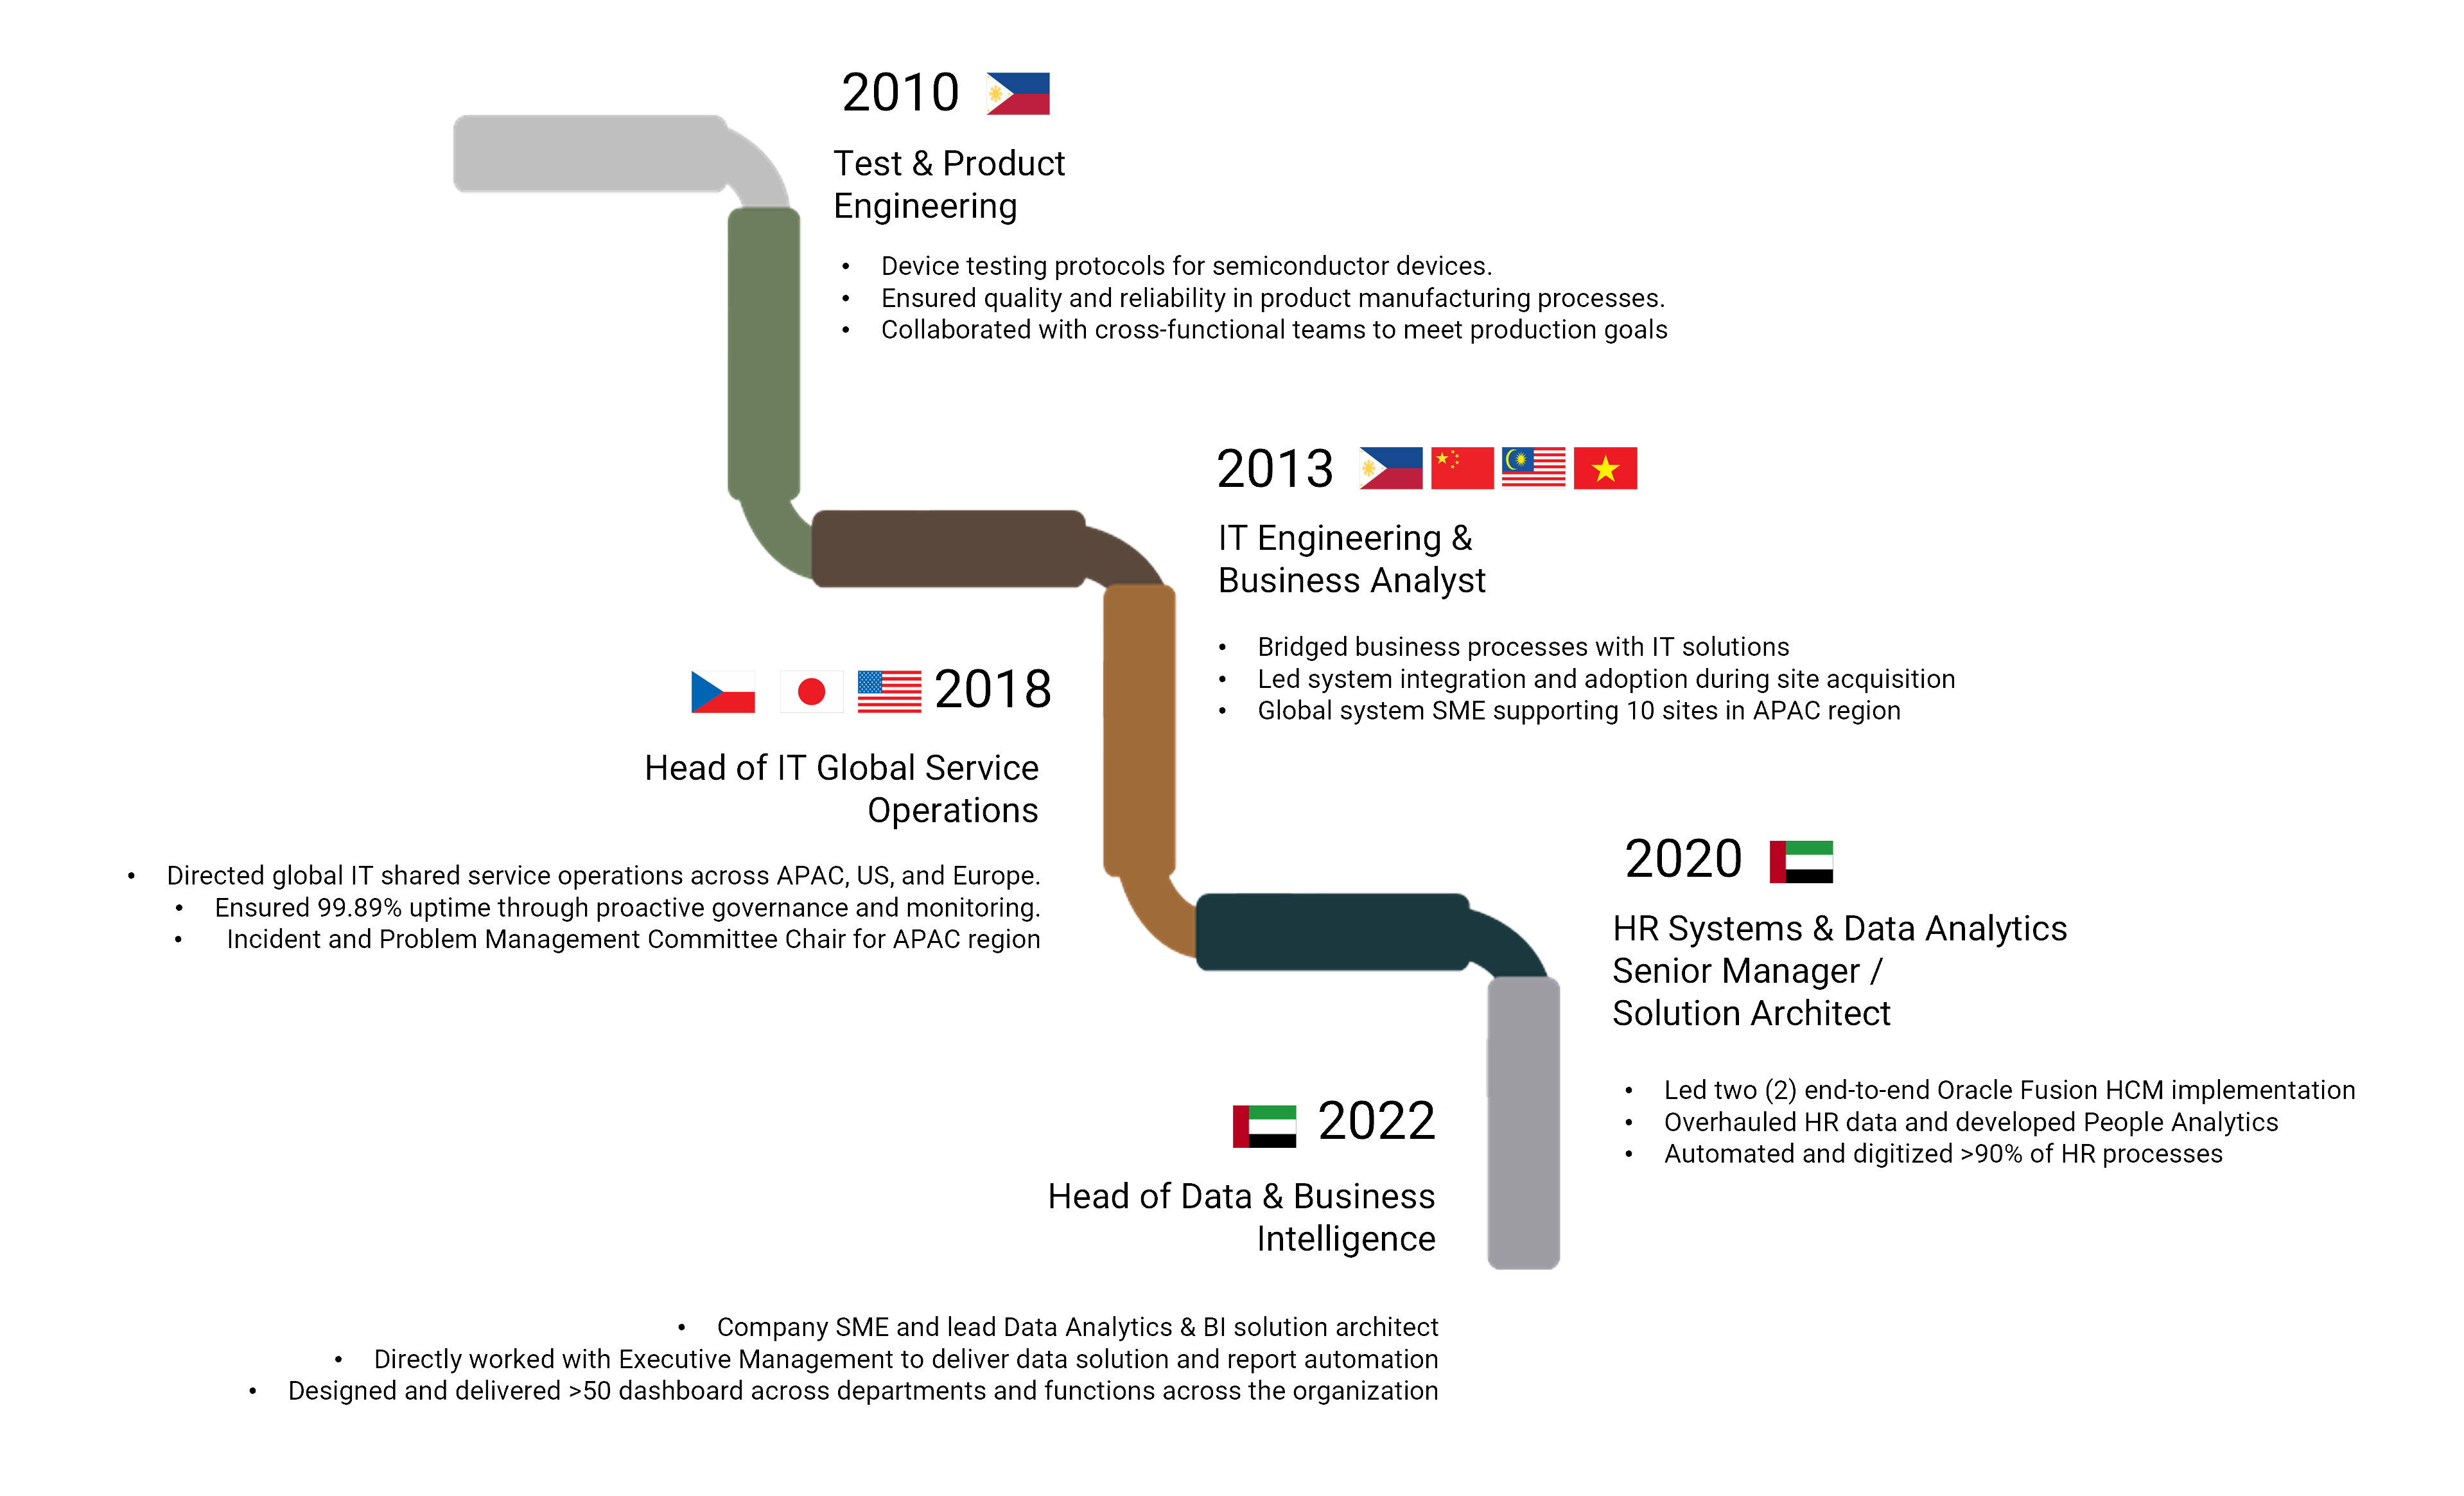 2010
Test & Product
Engineering
• Device testing protocols for semiconductor devices.
• Ensured quality and reliability in product manufacturing processes.
• Collaborated with cross-functional teams to meet production goals
2013
IT Engineering &
Business Analyst
• Bridged business processes with IT solutions
• Led system integration and adoption during site acquisition
• Global system SME supporting 10 sites in APAC region
2018
Head of IT Global Service
Operations
• Directed global IT shared service operations across APAC, US, and Europe.
• Ensured 99.89% uptime through proactive governance and monitoring.
• Incident and Problem Management Committee Chair for APAC region
2020
HR Systems & Data Analytics
Senior Manager /
Solution Architect
• Led two (2) end-to-end Oracle Fusion HCM implementation
• Overhauled HR data and developed People Analytics
• Automated and digitized >90% of HR processes
2022
Head of Data & Business
Intelligence
• Company SME and lead Data Analytics & BI solution architect
• Directly worked with Executive Management to deliver data solution and report automation
• Designed and delivered >50 dashboard across departments and functions across the organization